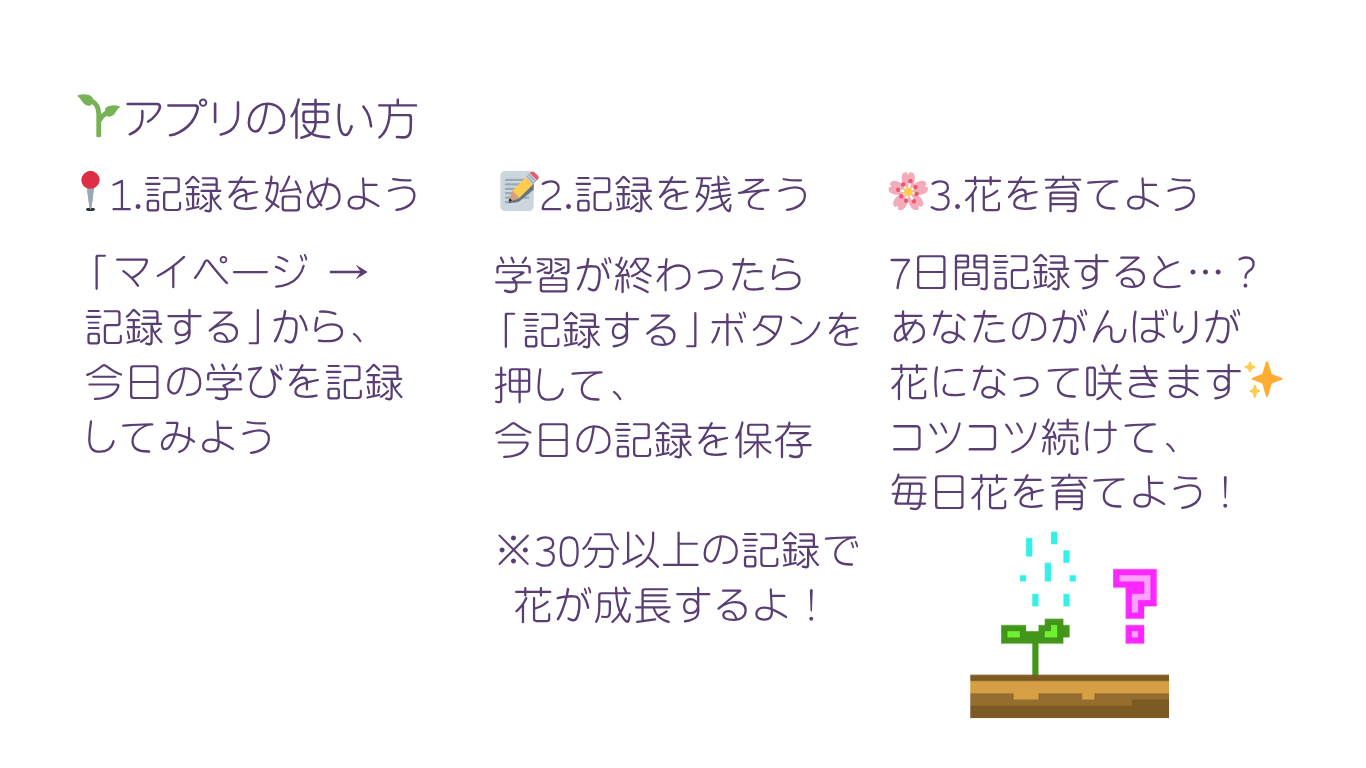 🌱アプリの使い方
📍1.記録を始めよう
「マイページ →
記録する」から、
今日の学びを記録
してみよう
📝2.記録を残そう
学習が終わったら
「記録する」ボタンを
押して、
今日の記録を保存
※30分以上の記録で
花が成長するよ！
🌸3.花を育てよう
7日間記録すると…？
あなたのがんばりが
花になって咲きます✨
コツコツ続けて、
毎日花を育てよう！
?